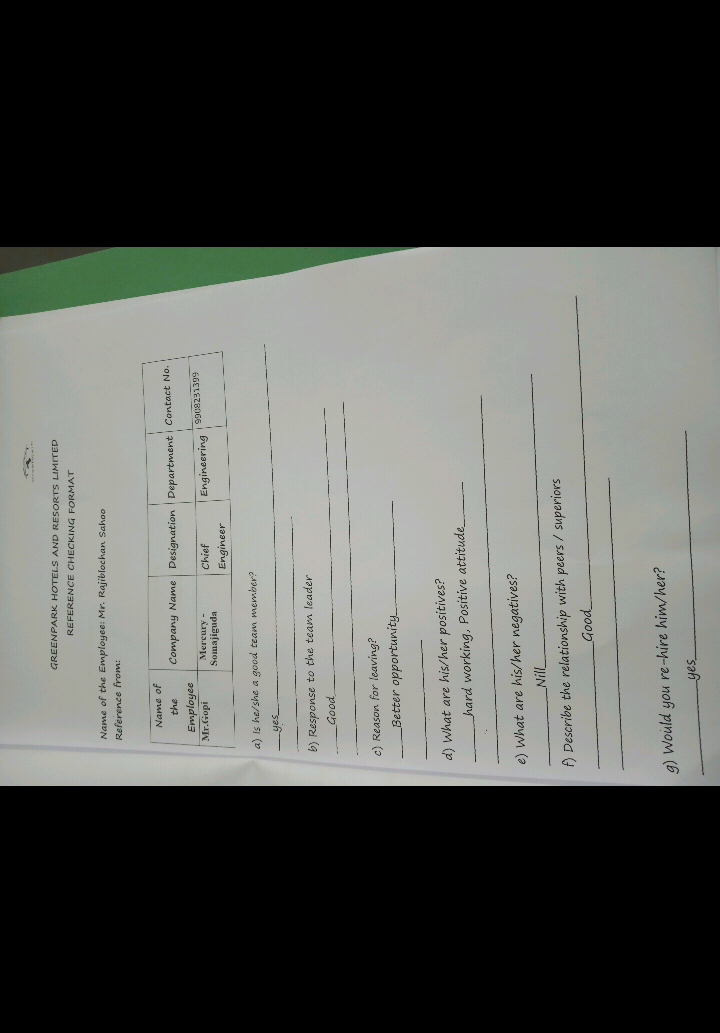 GREENPARK HOTELS AND RESORTS LIMITED
REFERENCE CHECKING FORMAT
Name of the Employee: Mr. Rajiblochan Sahoo
Reference from:
Name of the Employee Company Name Designation Department Contact No.
Mr.Gopi Mercury - Somajiguda Chief Engineer Engineering 9908231399
a) Is he/she a good team member?
yes
b) Response to the team leader
Good
c) Reason for leaving?
Better opportunity
d) What are his/her positives?
hard working, Positive attitude
e) What are his/her negatives?
Nill
f) Describe the relationship with peers / superiors
Good
g) Would you re-hire him/her?
yes